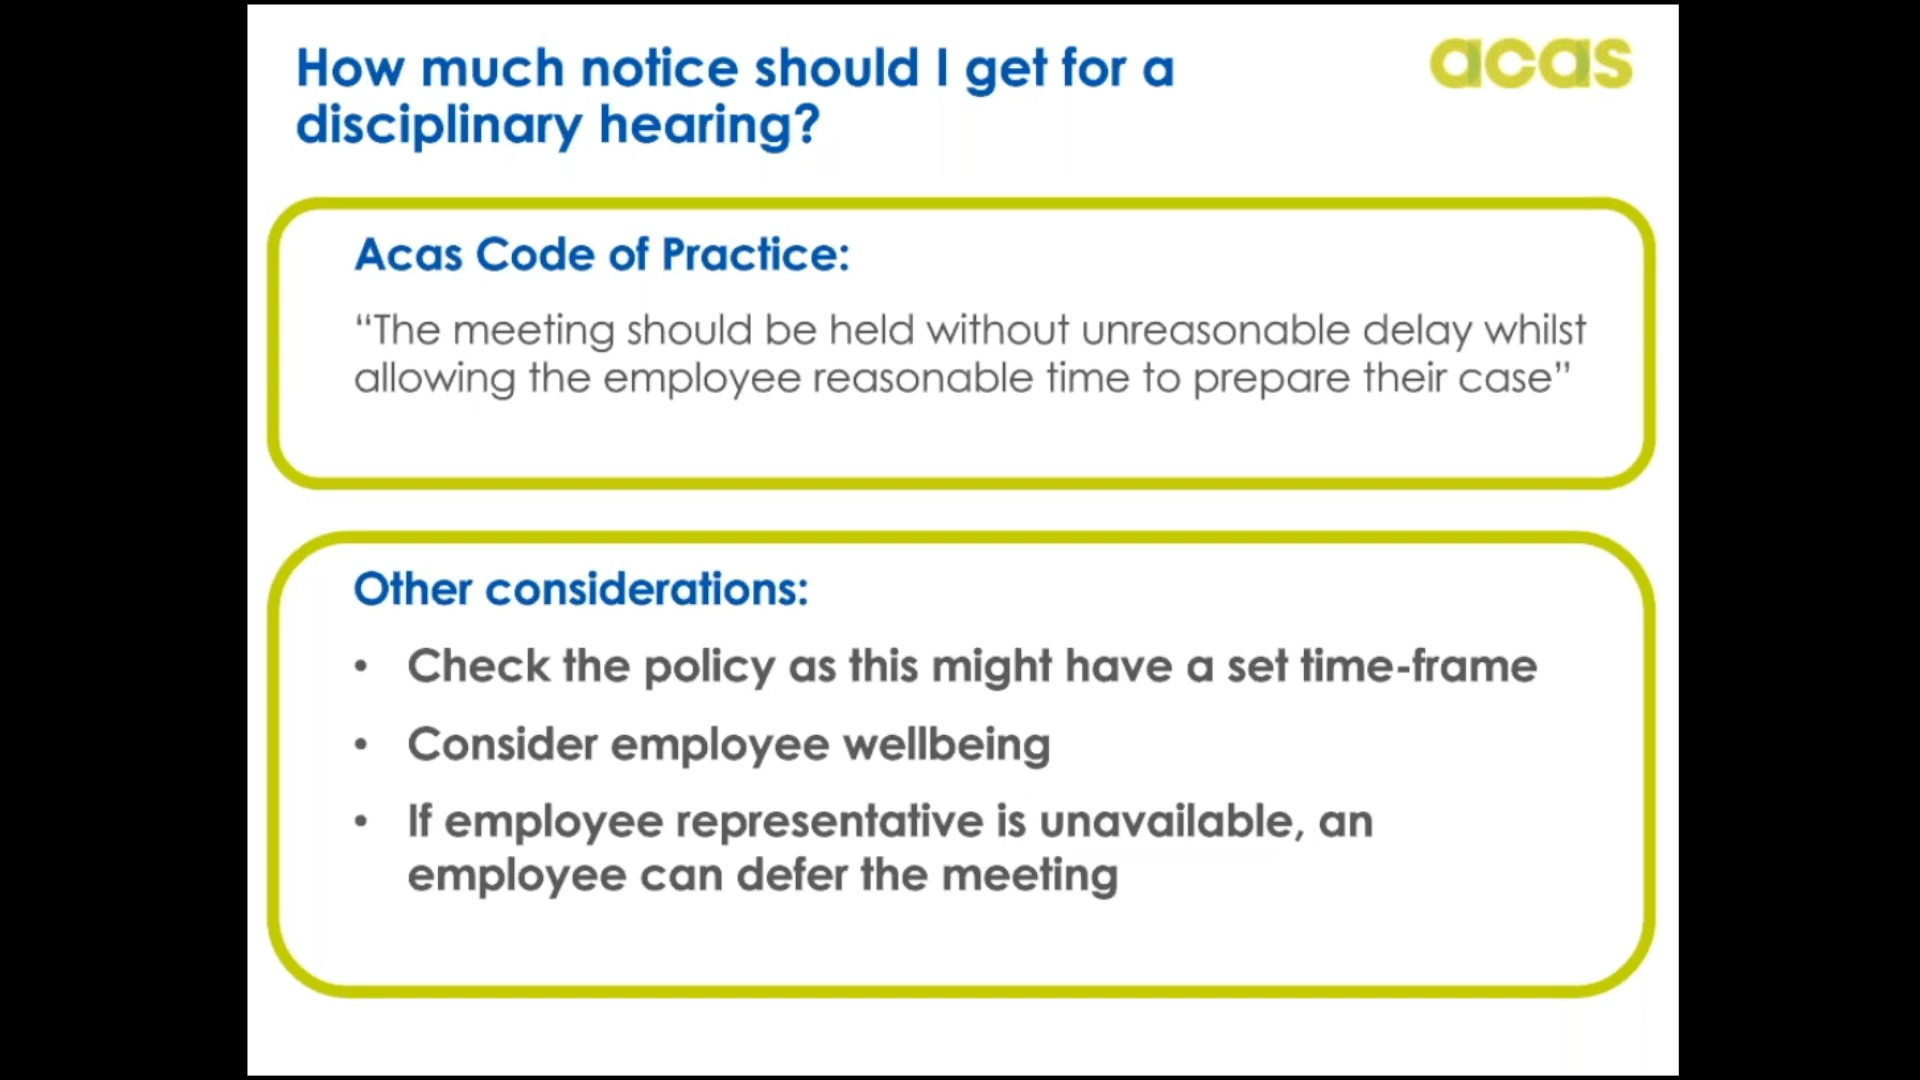 How much notice should I get for a
disciplinary hearing?
acas
Acas Code of Practice:
“The meeting should be held without unreasonable delay whilst
allowing the employee reasonable time to prepare their case”
Other considerations:
• Check the policy as this might have a set time-frame
• Consider employee wellbeing
• If employee representative is unavailable, an
employee can defer the meeting